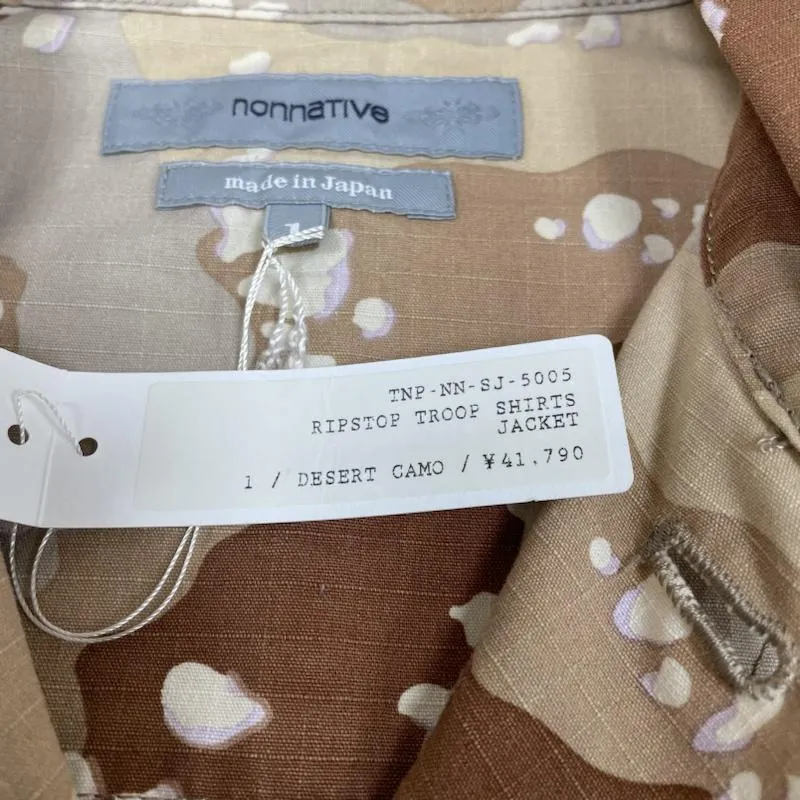 nonnative
made in Japan
1
TNP-NN-SJ-5005
RIPSTOP TROOP SHIRTS
JACKET
1 / DESERT CAMO / ¥41,790